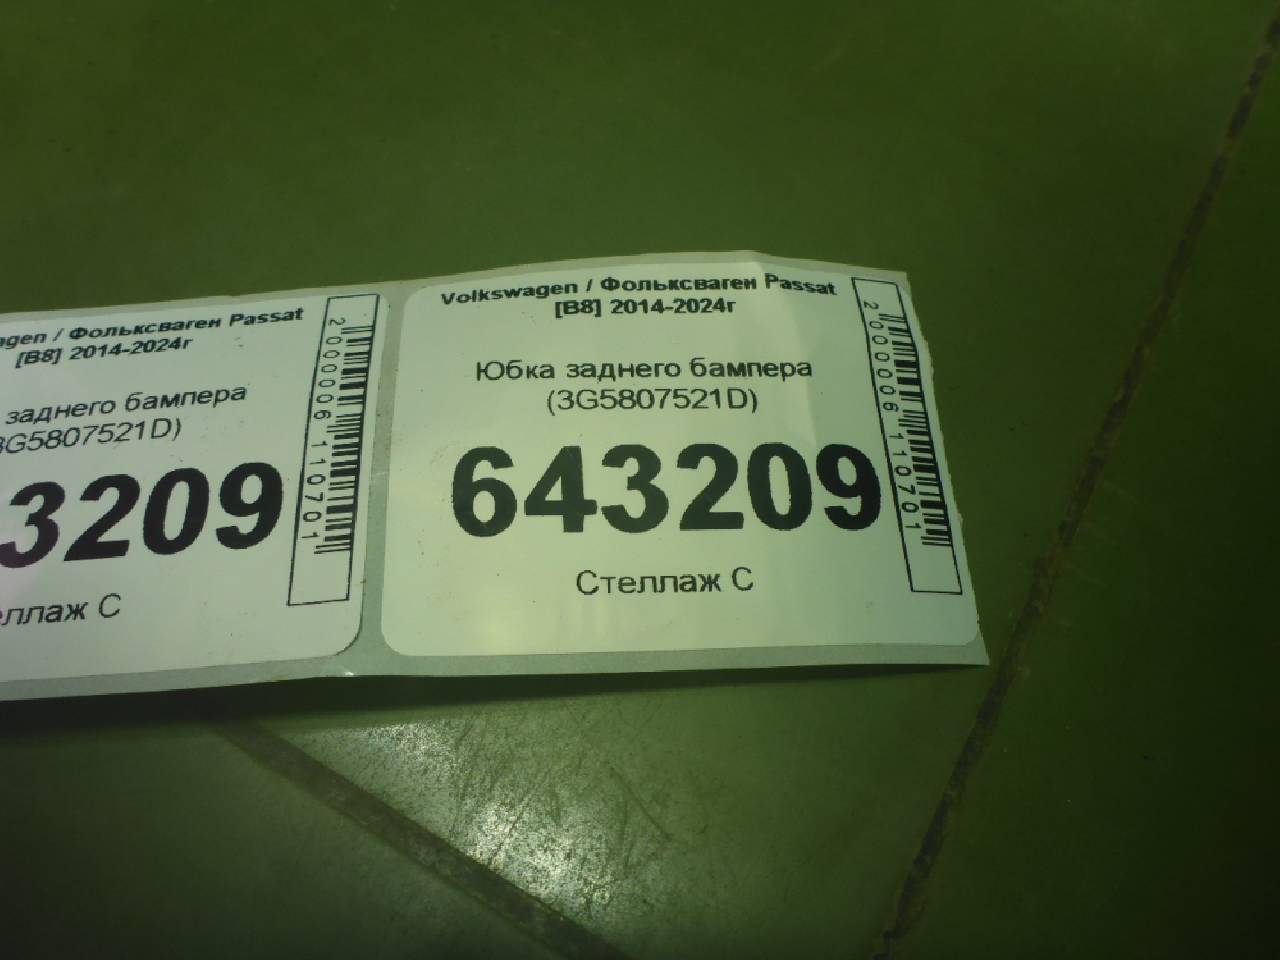 agen / Фольксваген Passat
[B8] 2014-2024г
заднего бампера
3G5807521D)
3209
еллаж С
2000006110701
Volkswagen / Фольксваген Passat
[B8] 2014-2024г
Юбка заднего бампера
(3G5807521D)
643209
Стеллаж С
2000006110701